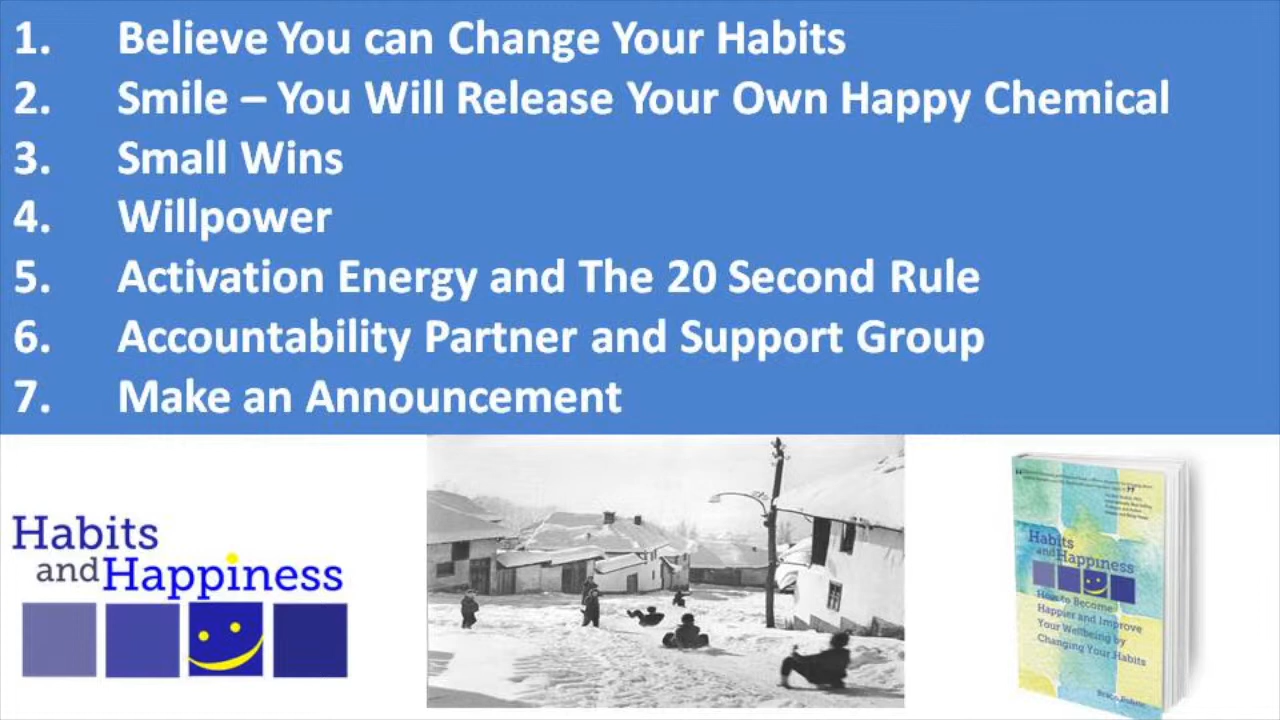 1. Believe You can Change Your Habits
2. Smile – You Will Release Your Own Happy Chemical
3. Small Wins
4. Willpower
5. Activation Energy and The 20 Second Rule
6. Accountability Partner and Support Group
7. Make an Announcement
Habits
and Happiness
Habits
and Happiness
How to Become
Happier and Improve
Your Wellbeing by
Changing Your Habits